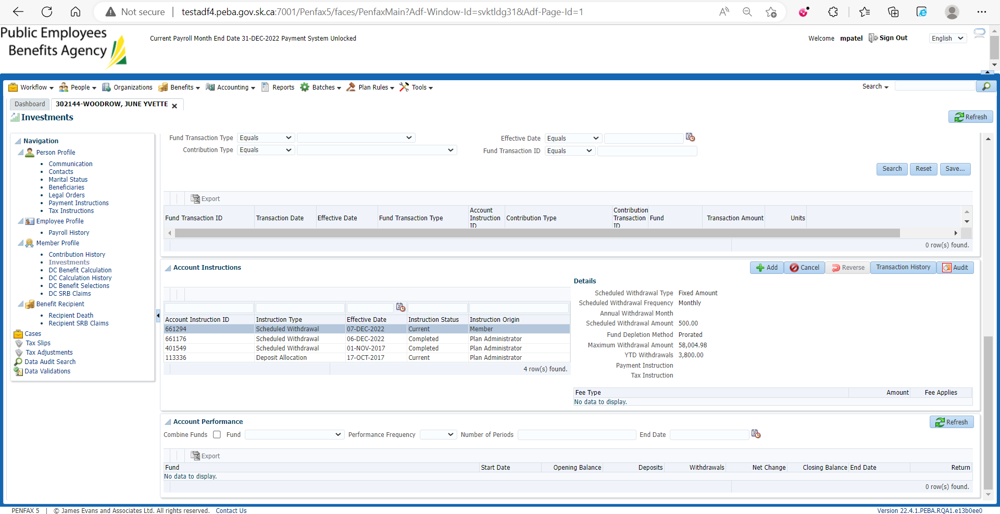 Not secure | testadf4.peba.gov.sk.ca:7001/Penfax5/faces/PenfaxMain?Adf-Window-Id=svktldg31&Adf-Page-Id=1
Public Employees
Benefits Agency
Current Payroll Month End Date 31-DEC-2022 Payment System Unlocked
Welcome mpatel Sign Out English
Workflow People Organizations Benefits Accounting Reports Batches Plan Rules Tools Search
Dashboard 302144-WOODROW, JUNE YVETTE
Investments Refresh
Navigation
Person Profile
Communication
Contacts
Marital Status
Beneficiaries
Legal Orders
Payment Instructions
Tax Instructions
Employee Profile
Payroll History
Member Profile
Contribution History
Investments
DC Benefit Calculation
DC Calculation History
DC Benefit Selections
DC SRB Claims
Benefit Recipient
Recipient Death
Recipient SRB Claims
Cases
Tax Slips
Tax Adjustments
Data Audit Search
Data Validations
Fund Transaction Type Equals Effective Date Equals
Contribution Type Equals Fund Transaction ID Equals
Search Reset Save...
Export
Fund Transaction ID Transaction Date Effective Date Fund Transaction Type Account Instruction ID Contribution Type Contribution Transaction ID Fund Transaction Amount Units
0 row(s) found.
Account Instructions Add Cancel Reverse Transaction History Audit
Account Instruction ID Instruction Type Effective Date Instruction Status Instruction Origin
661294 Scheduled Withdrawal 07-DEC-2022 Current Member
661176 Scheduled Withdrawal 06-DEC-2022 Completed Plan Administrator
401549 Scheduled Withdrawal 01-NOV-2017 Completed Plan Administrator
113336 Deposit Allocation 17-OCT-2017 Current Plan Administrator
4 row(s) found.
Details
Scheduled Withdrawal Type Fixed Amount
Scheduled Withdrawal Frequency Monthly
Annual Withdrawal Month
Scheduled Withdrawal Amount 500.00
Fund Depletion Method Prorated
Maximum Withdrawal Amount 58,004.98
YTD Withdrawals 3,800.00
Payment Instruction
Tax Instruction
Fee Type Amount Fee Applies
No data to display.
Account Performance Refresh
Combine Funds Fund Performance Frequency Number of Periods End Date
Export
Fund Start Date Opening Balance Deposits Withdrawals Net Change Closing Balance End Date Return
No data to display.
0 row(s) found.
PENFAX 5 | © James Evans and Associates Ltd. All rights reserved. Contact Us Version 22.4.1.PEBA.RQA1.e13b0ee0